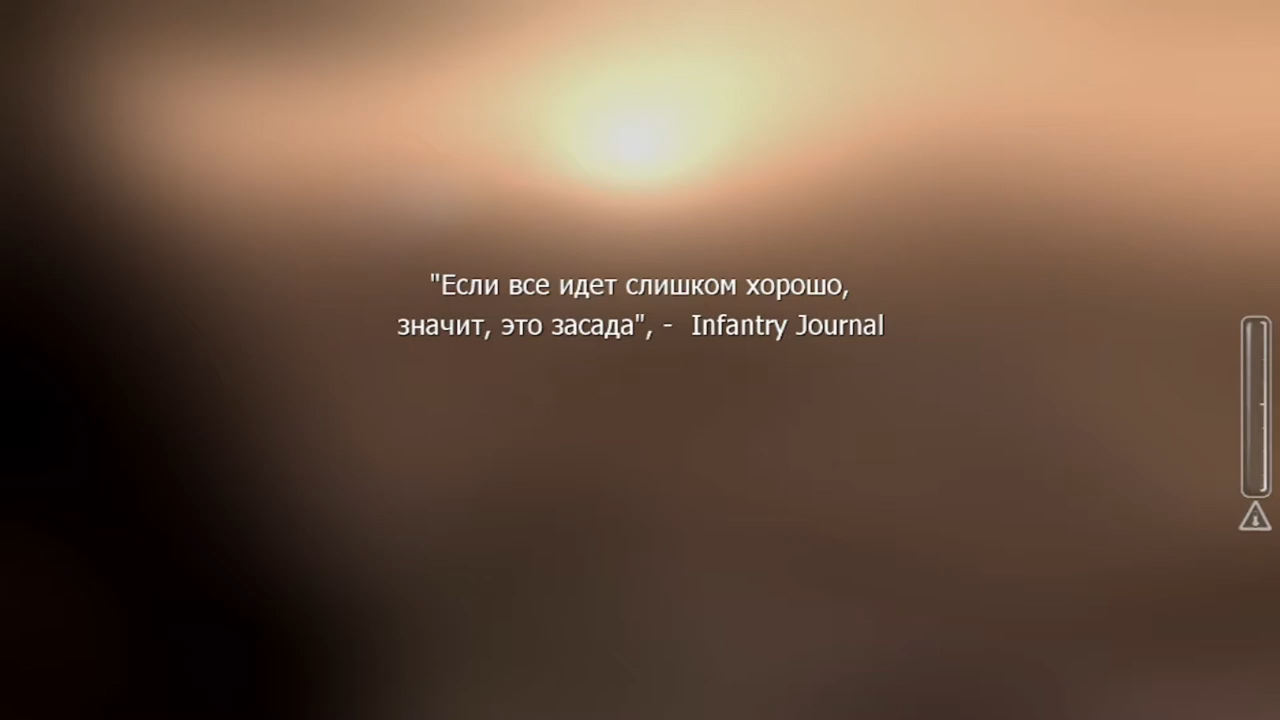 "Если все идет слишком хорошо,
значит, это засада", - Infantry Journal